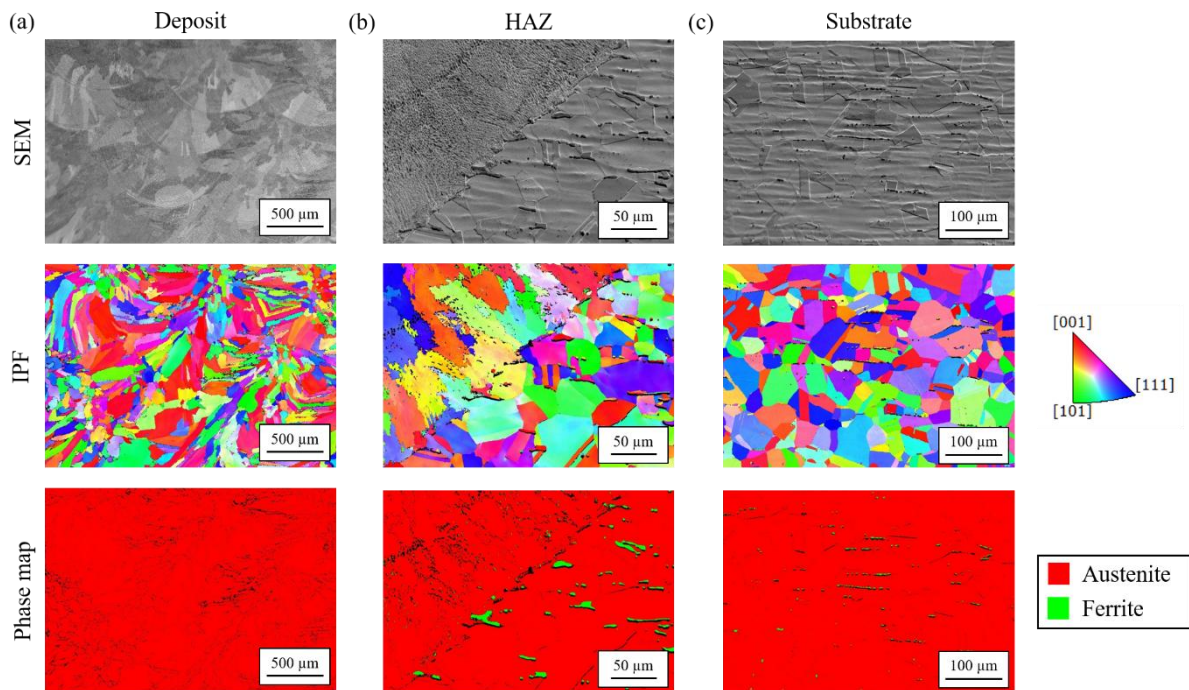 (a) Deposit (b) HAZ (c) Substrate
SEM
500 µm 50 µm 100 µm
IPF
500 µm 50 µm 100 µm
[001]
[111]
[101]
Phase map
500 µm 50 µm 100 µm
Austenite
Ferrite